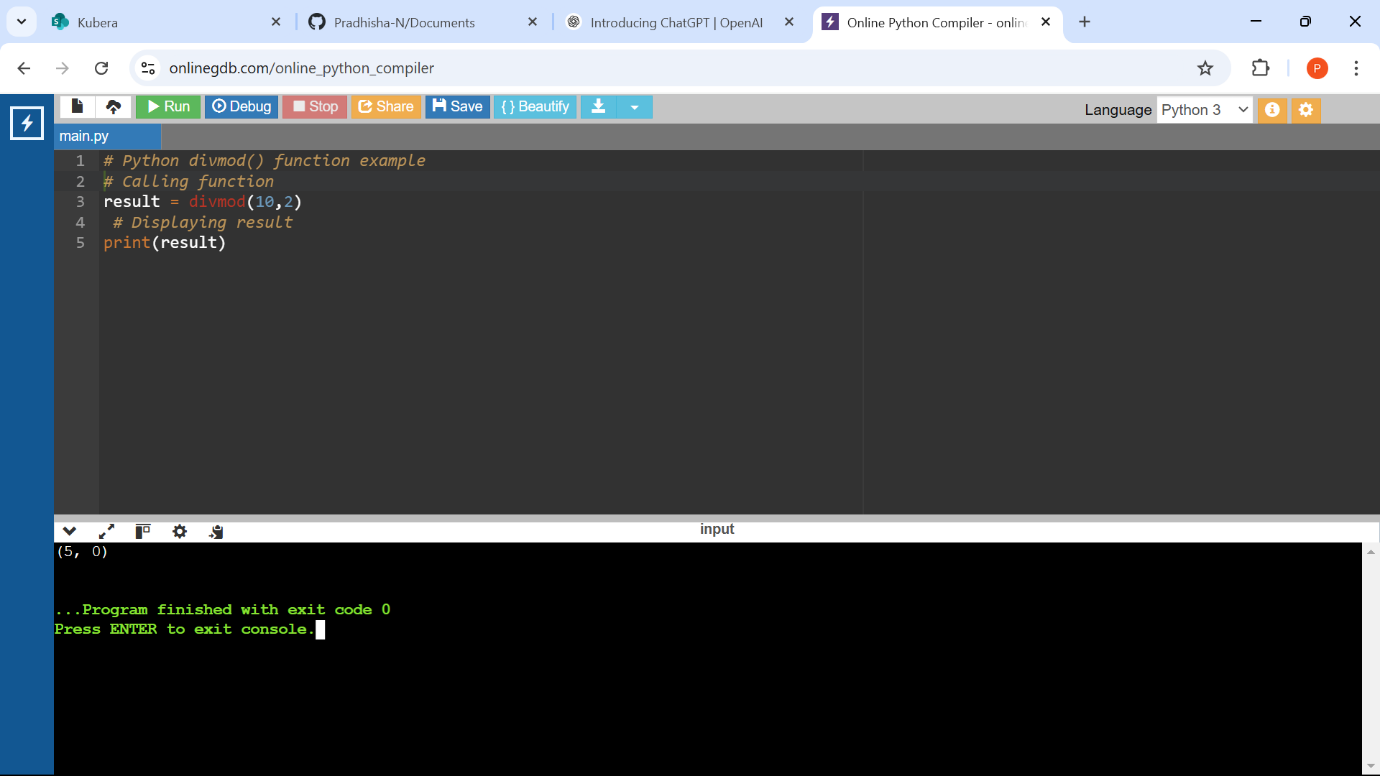 Kubera
Pradhisha-N/Documents
Introducing ChatGPT | OpenAI
Online Python Compiler - onlin
onlinegdb.com/online_python_compiler
P
Run
Debug
Stop
Share
Save
{ } Beautify
Language
Python 3
main.py
1 # Python divmod() function example
2 # Calling function
3 result = divmod(10,2)
4 # Displaying result
5 print(result)
input
(5, 0)
...Program finished with exit code 0
Press ENTER to exit console.